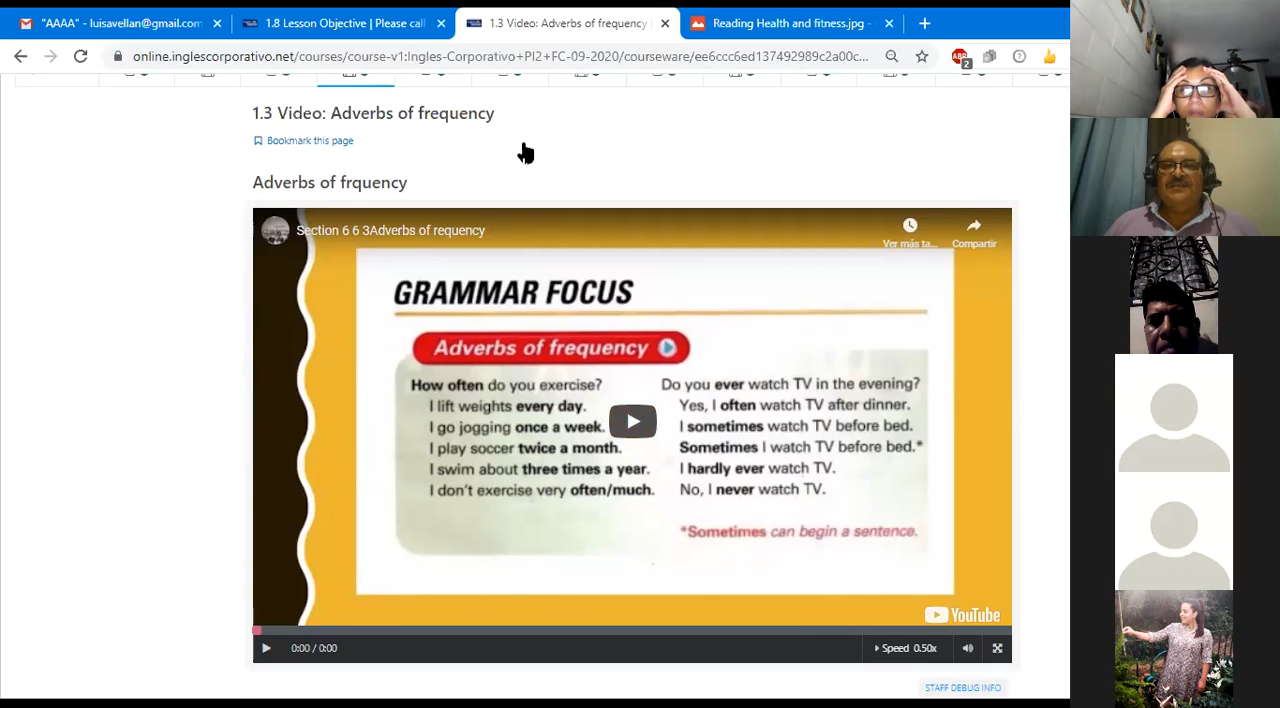 "AAAA" - luisavellan@gmail.com
1.8 Lesson Objective | Please call
1.3 Video: Adverbs of frequency
Reading Health and fitness.jpg -
online.inglescorporativo.net/courses/course-v1:Ingles-Corporativo+PI2+FC-09-2020/courseware/ee6ccc6ed137492989c2a00c...
ABP
2
1.3 Video: Adverbs of frequency
Bookmark this page
Adverbs of frquency
Section 6 6 3Adverbs of requency
Ver más ta...
Compartir
GRAMMAR FOCUS
Adverbs of frequency
How often do you exercise?
I lift weights every day.
I go jogging once a week.
I play soccer twice a month.
I swim about three times a year.
I don't exercise very often/much.
Do you ever watch TV in the evening?
Yes, I often watch TV after dinner.
I sometimes watch TV before bed.
Sometimes I watch TV before bed.*
I hardly ever watch TV.
No, I never watch TV.
*Sometimes can begin a sentence.
YouTube
0:00 / 0:00
Speed 0.50x
STAFF DEBUG INFO